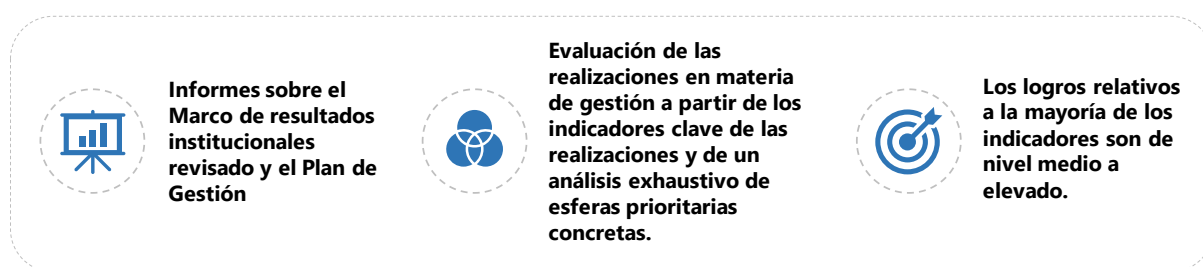 Informes sobre el
Marco de resultados
institucionales
revisado y el Plan de
Gestión
Evaluación de las
realizaciones en materia
de gestión a partir de los
indicadores clave de las
realizaciones y de un
análisis exhaustivo de
esferas prioritarias
concretas.
Los logros relativos
a la mayoría de los
indicadores son de
nivel medio a
elevado.